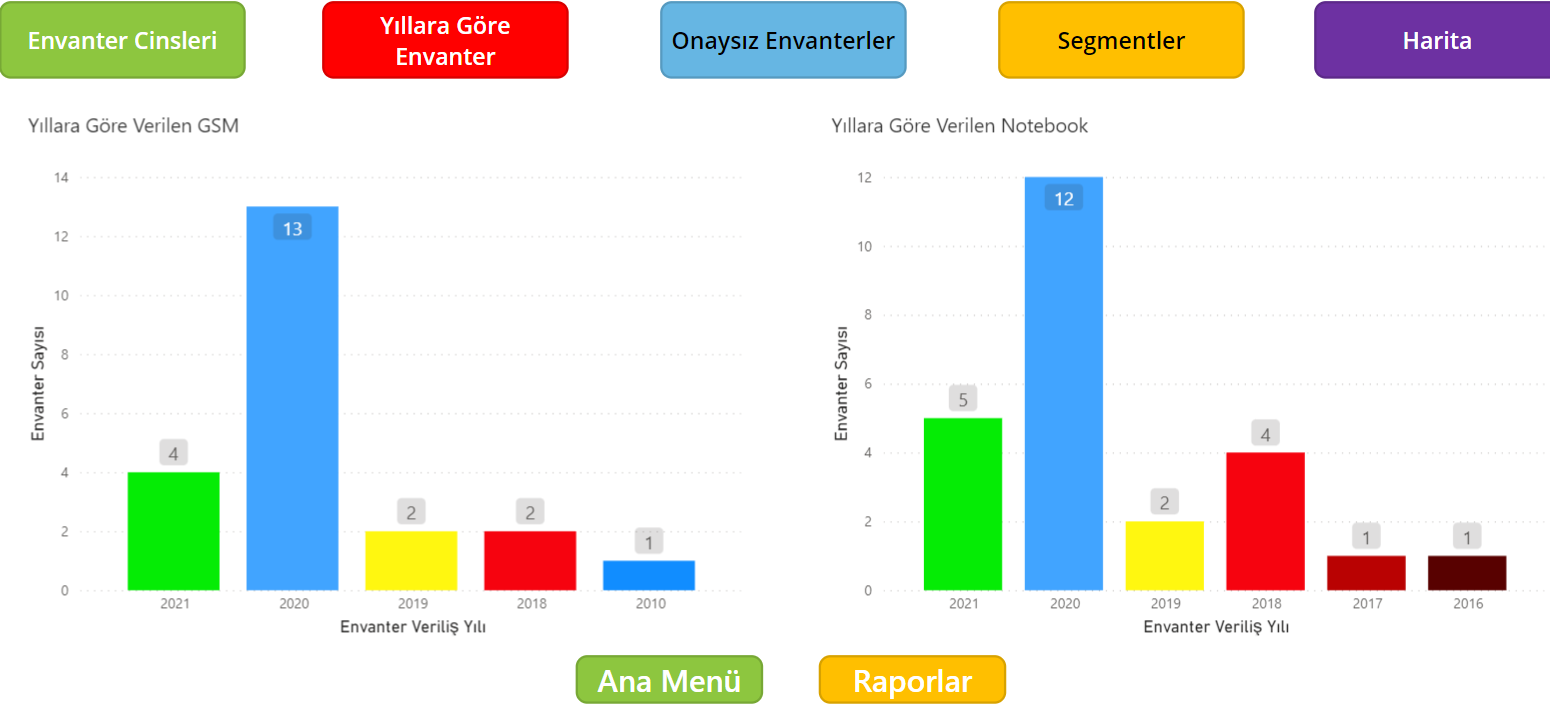 Envanter Cinsleri
Yıllara Göre
Envanter
Onaysız Envanterler
Segmentler
Harita
Yıllara Göre Verilen GSM
14
12
10
8
6
4
2
0
Envanter Sayısı
4
13
2
2
1
2021
2020
2019
2018
2010
Envanter Veriliş Yılı
Yıllara Göre Verilen Notebook
12
10
8
6
4
2
0
Envanter Sayısı
5
12
2
4
1
1
2021
2020
2019
2018
2017
2016
Envanter Veriliş Yılı
Ana Menü
Raporlar